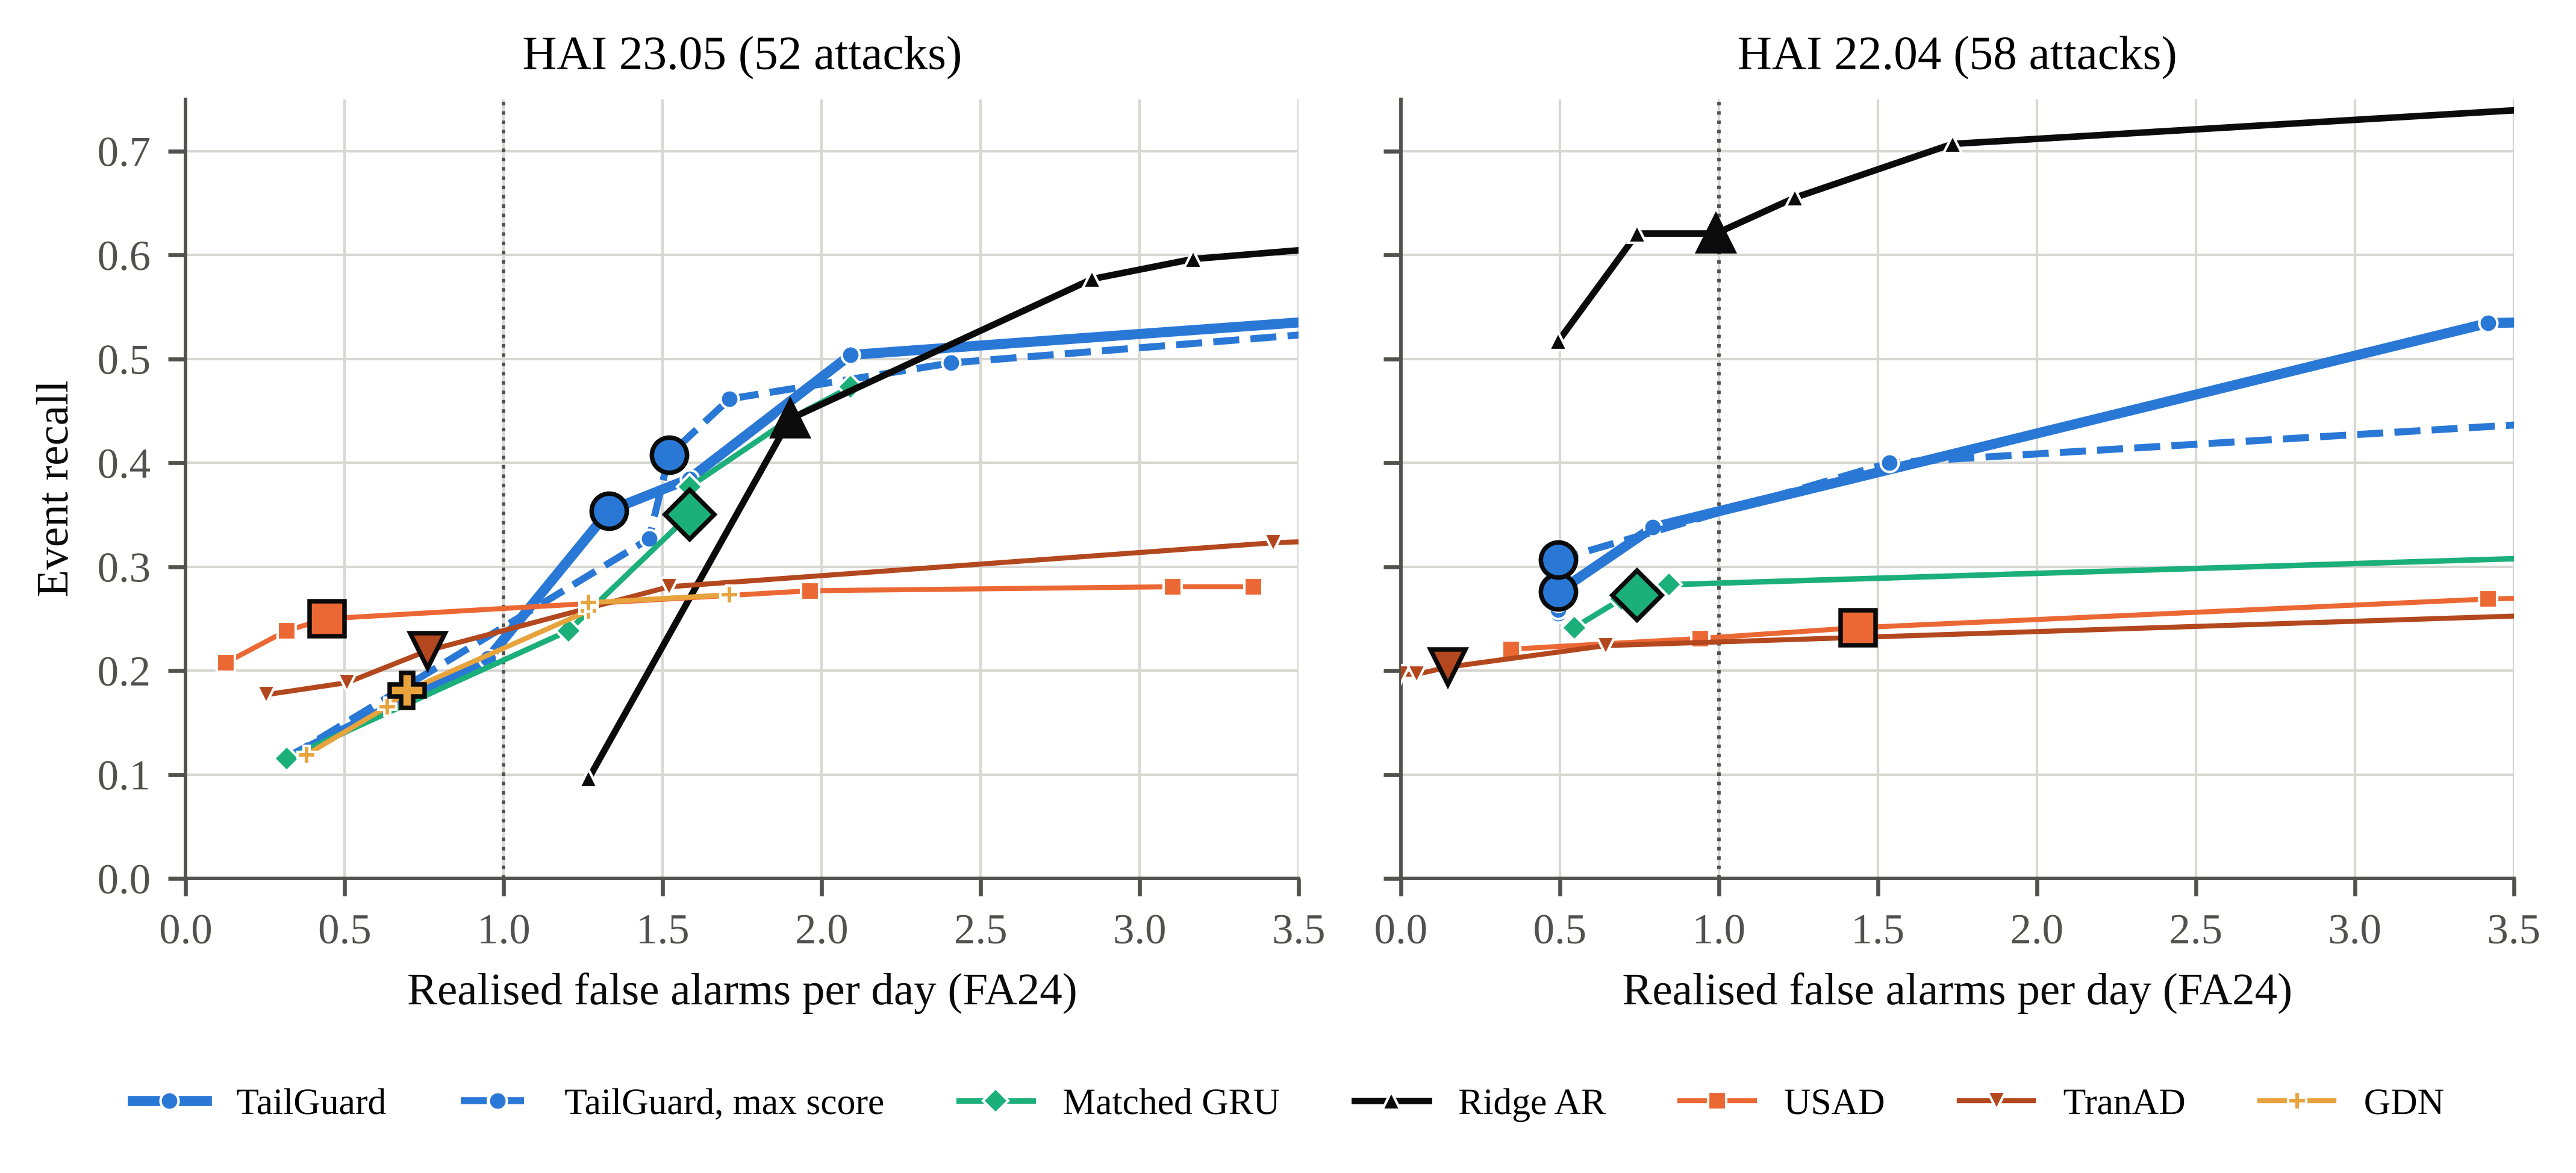 HAI 23.05 (52 attacks)
HAI 22.04 (58 attacks)
Event recall
0.7
0.6
0.5
0.4
0.3
0.2
0.1
0.0
0.0 0.5 1.0 1.5 2.0 2.5 3.0 3.5
0.0 0.5 1.0 1.5 2.0 2.5 3.0 3.5
Realised false alarms per day (FA24)
Realised false alarms per day (FA24)
TailGuard TailGuard, max score Matched GRU Ridge AR USAD TranAD GDN